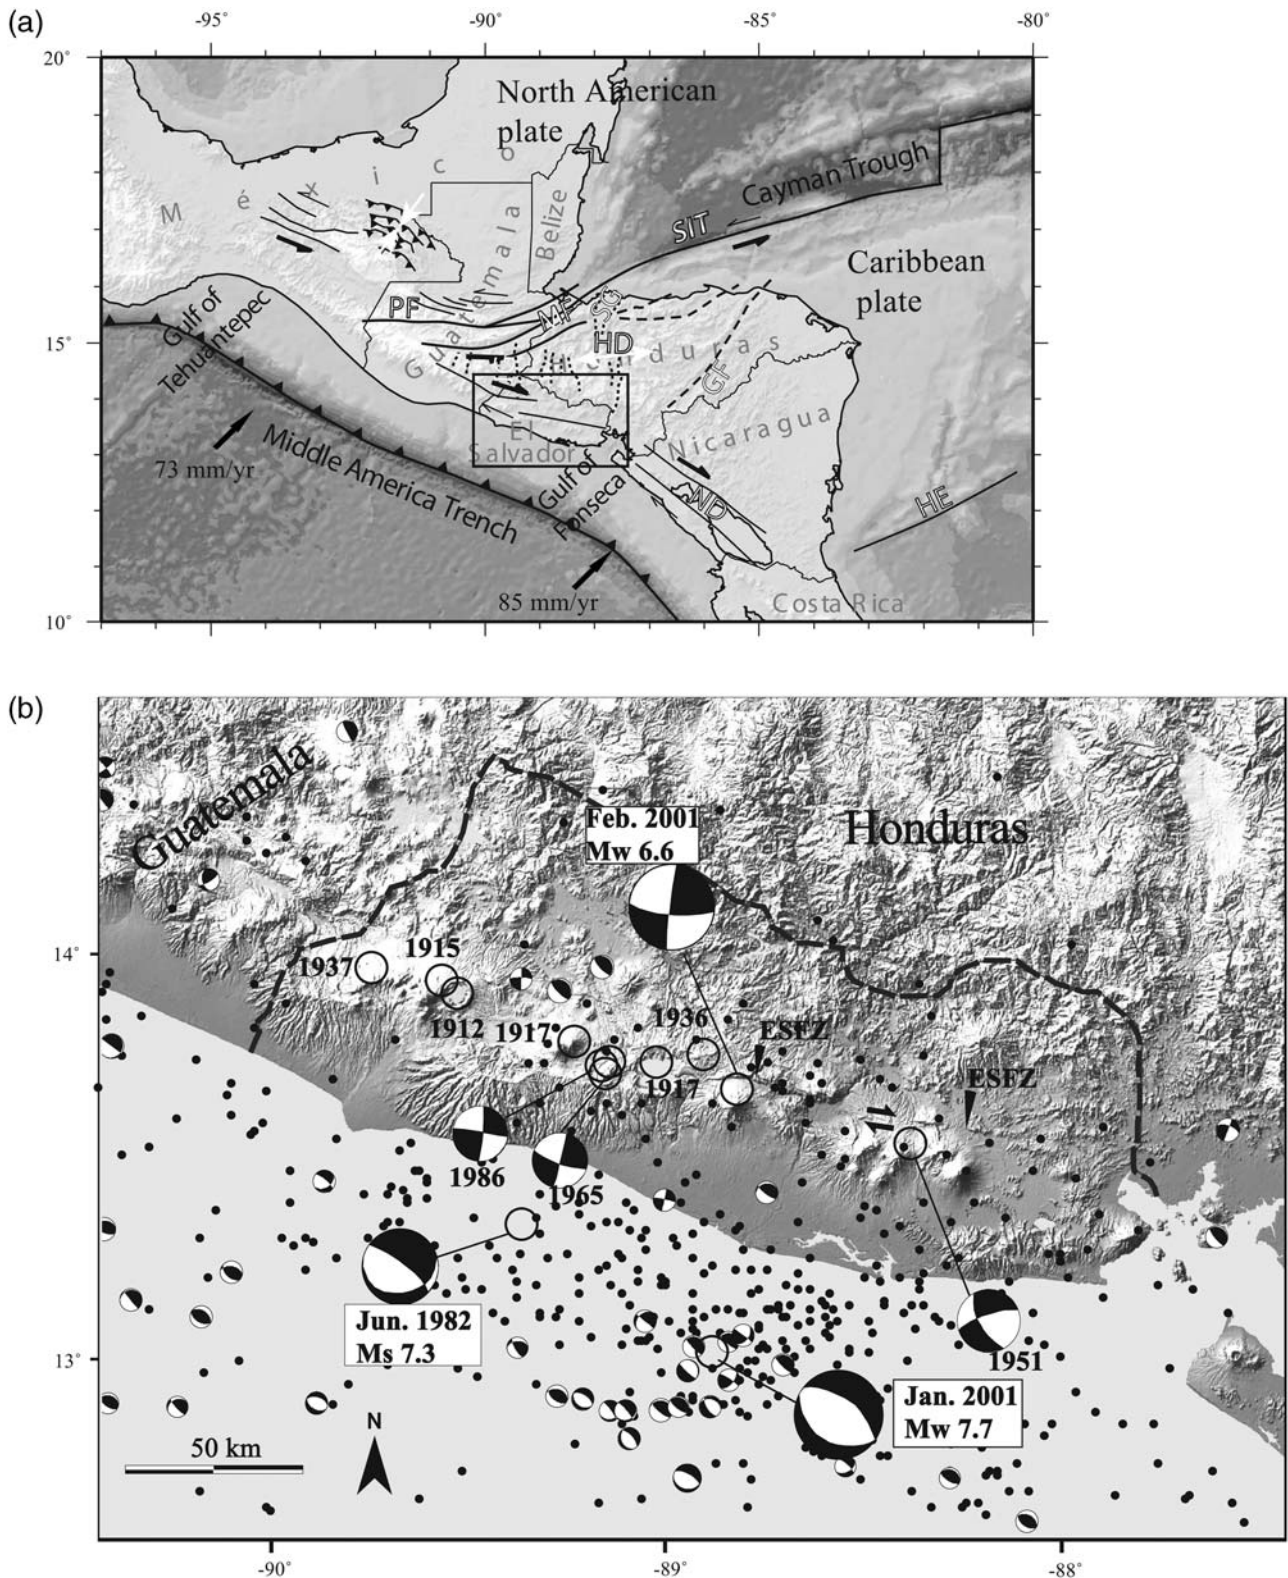 (a)
-95° -90° -85° -80°
20°
15°
10°
North American
plate
México
Guatemala
Belize
Cayman Trough
SIT
Caribbean
plate
PF
MF
SG
HD
Honduras
GF
Gulf of
Tehuantepec
El
Salvador
Nicaragua
73 mm/yr
Middle America Trench
Gulf of
Fonseca
ND
HE
85 mm/yr
Costa Rica
(b)
Guatemala
Honduras
Feb. 2001
Mw 6.6
14°
1937
1915
1912
1917
1936
1917
ESFZ
ESFZ
1986
1965
Jun. 1982
Ms 7.3
13°
1951
Jan. 2001
Mw 7.7
50 km
N
-90° -89° -88°